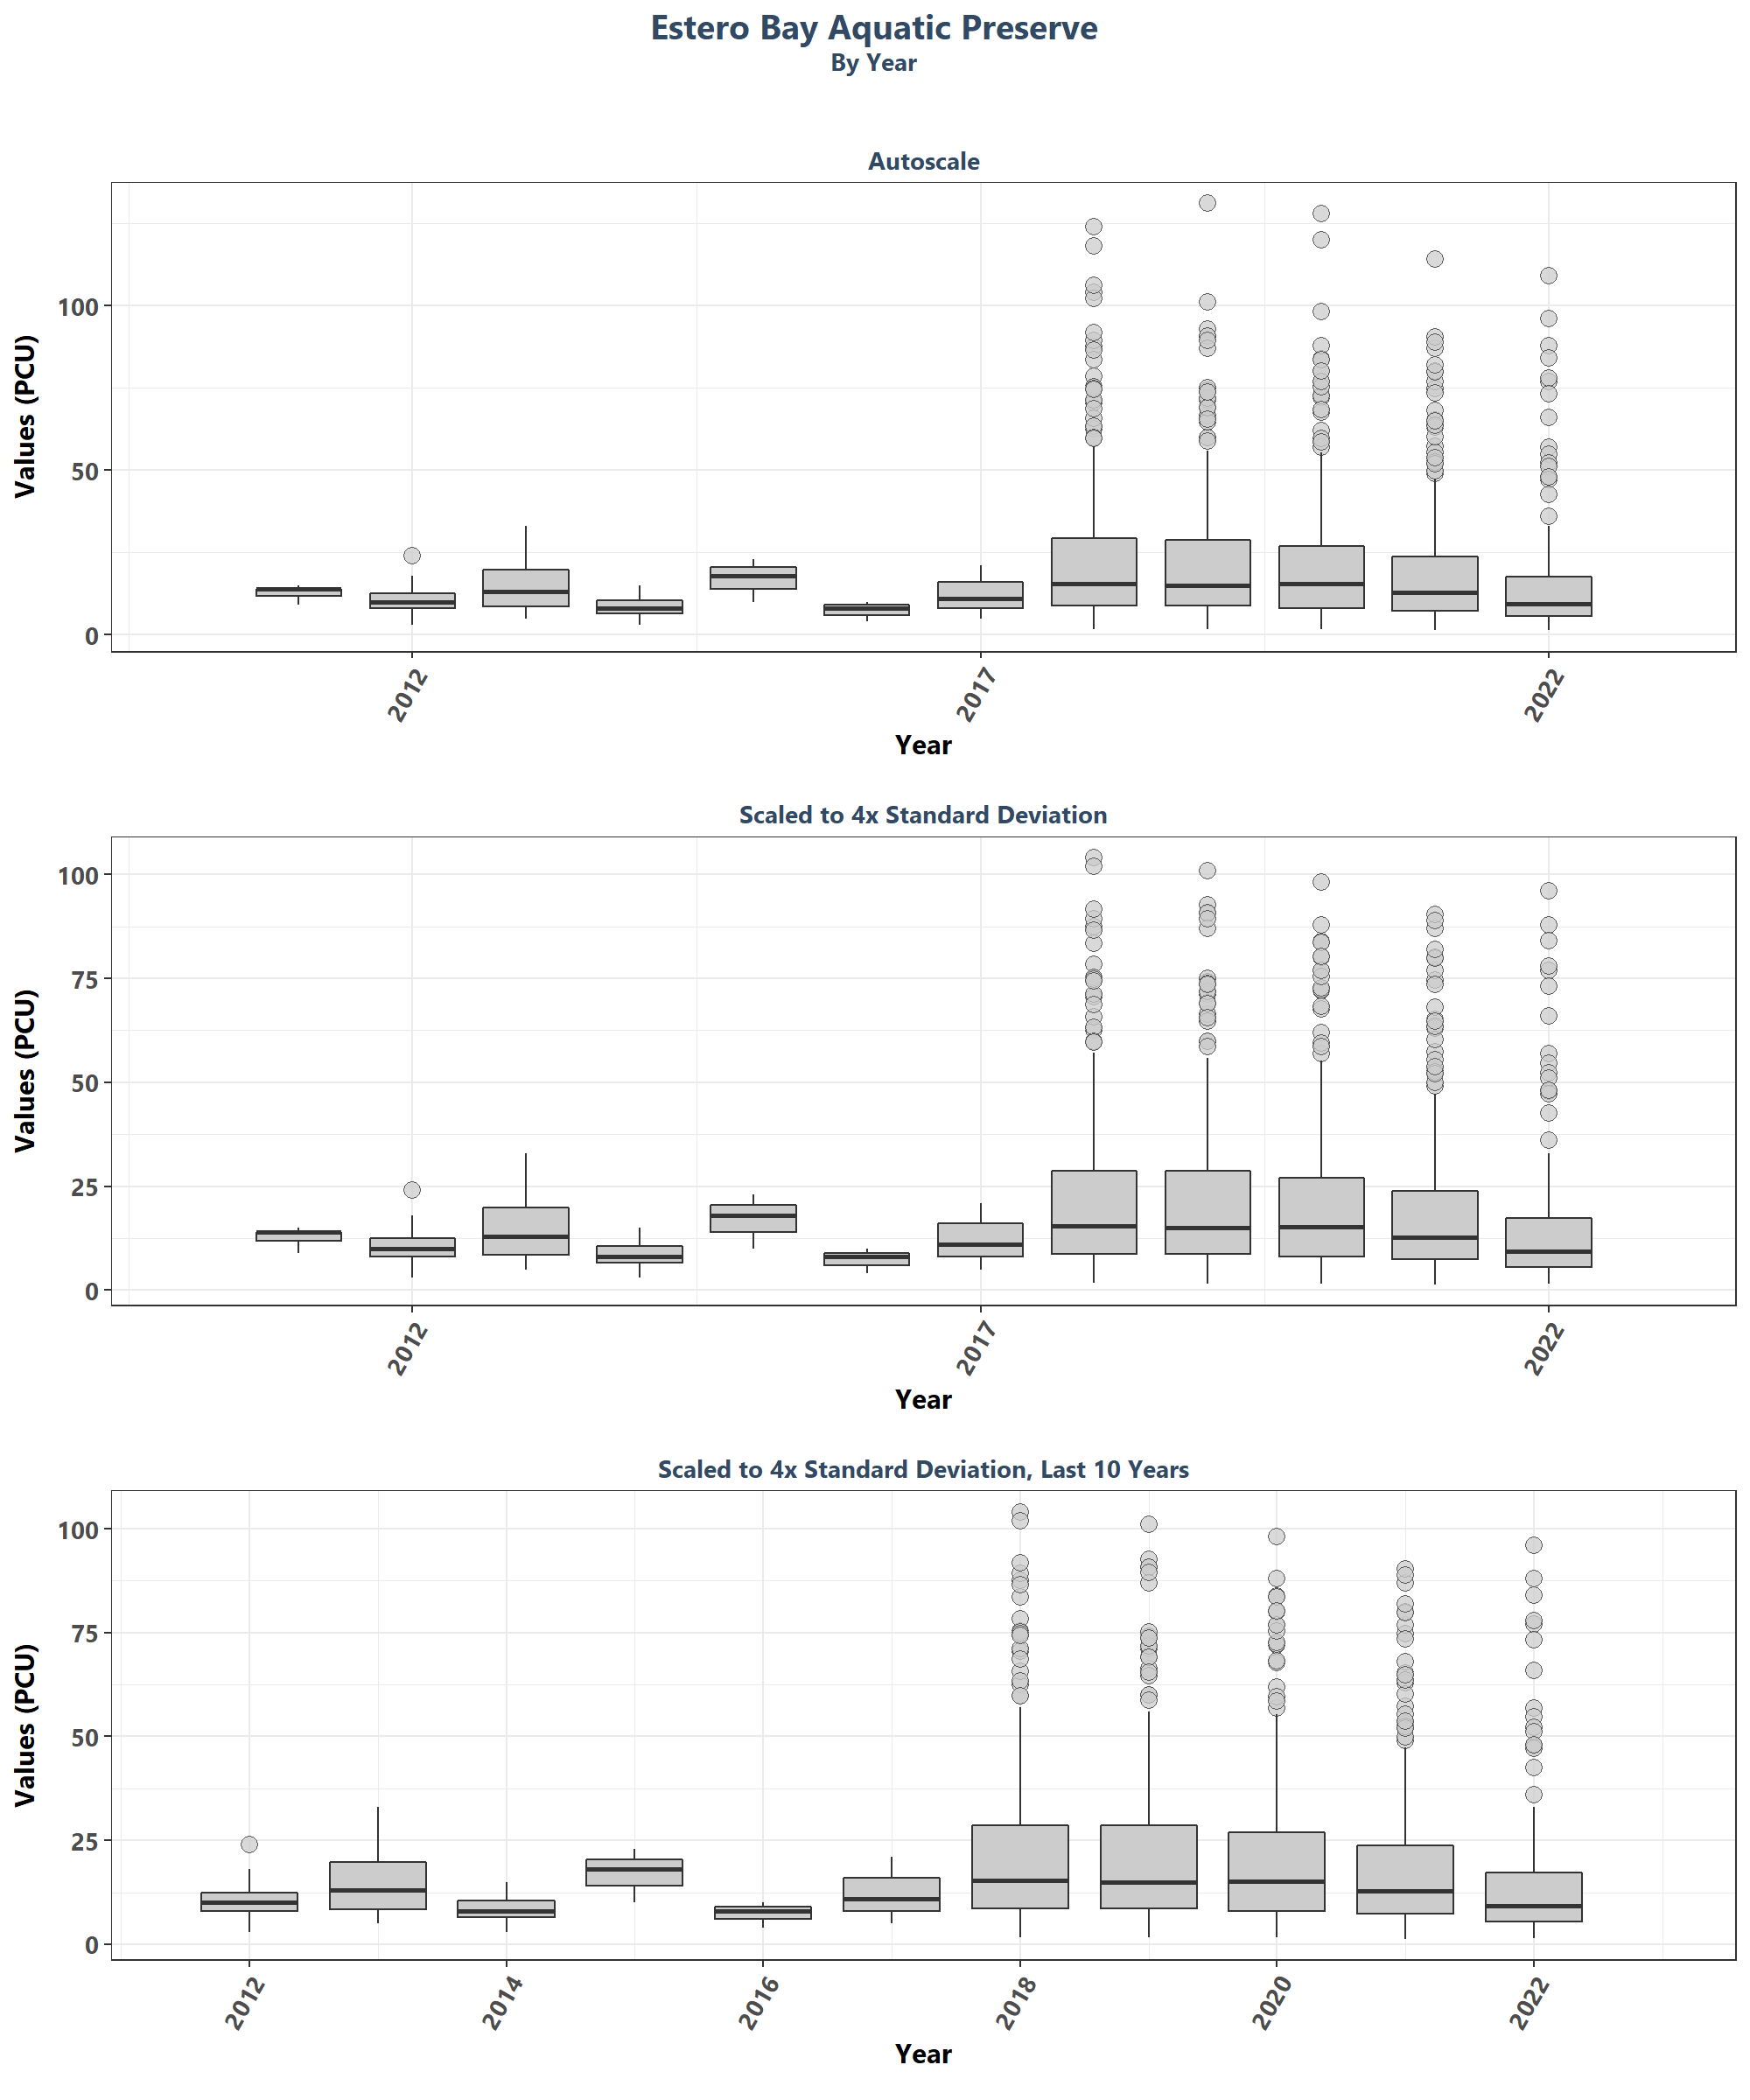 Estero Bay Aquatic Preserve
By Year
Autoscale
Values (PCU)
100
50
0
2012
2017
2022
Year
Scaled to 4x Standard Deviation
Values (PCU)
100
75
50
25
0
2012
2017
2022
Year
Scaled to 4x Standard Deviation, Last 10 Years
Values (PCU)
100
75
50
25
0
2012
2014
2016
2018
2020
2022
Year